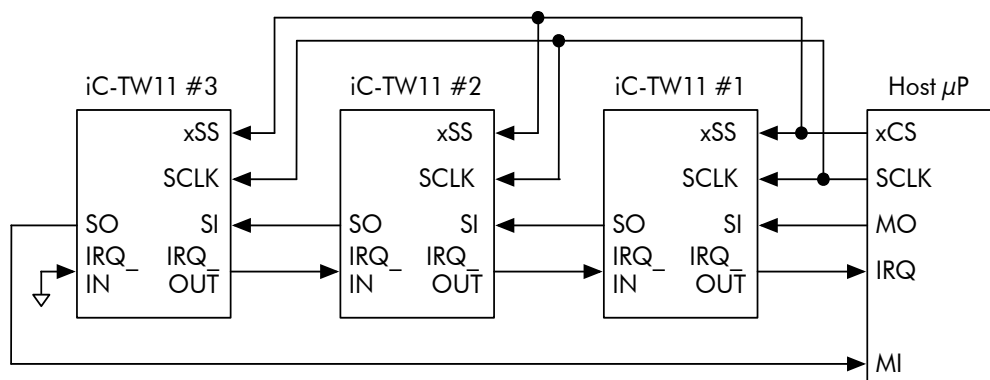 iC-TW11 #3
xSS
SCLK
SO
SI
IRQ_
IN
IRQ_
OUT
iC-TW11 #2
xSS
SCLK
SO
SI
IRQ_
IN
IRQ_
OUT
iC-TW11 #1
xSS
SCLK
SO
SI
IRQ_
IN
IRQ_
OUT
Host µP
xCS
SCLK
MO
IRQ
MI